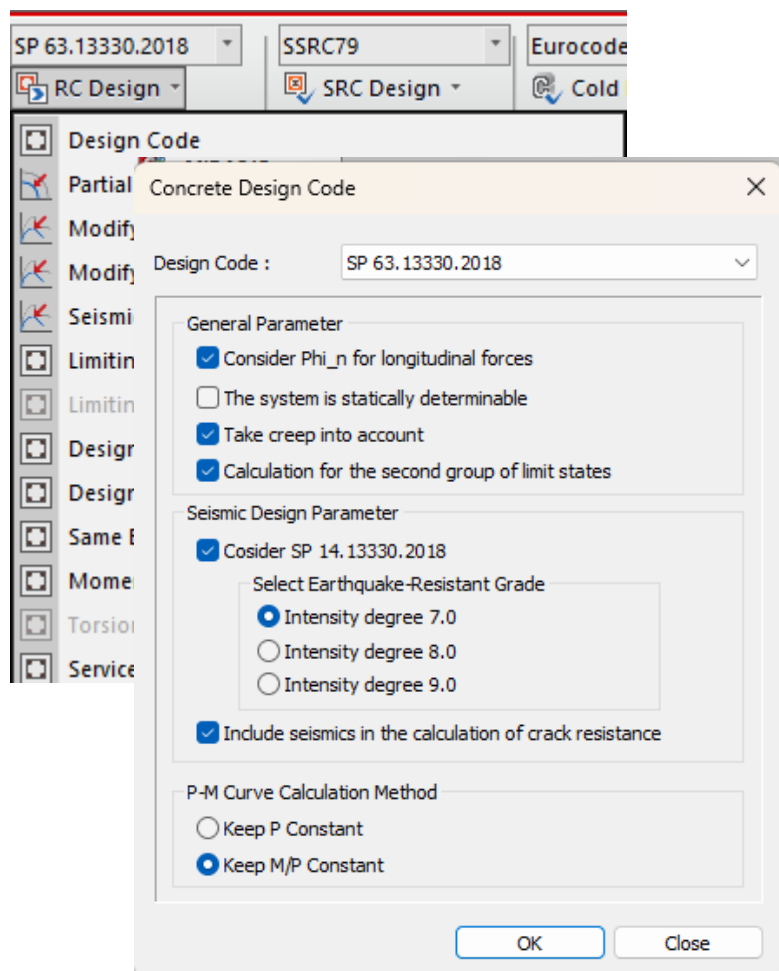 SP 63.13330.2018 SSRC79 Eurocode
RC Design SRC Design Cold
Design Code
Partial
Modify
Modify
Seismi
Limitin
Limitin
Design
Design
Same
Mome
Torsion
Service
Concrete Design Code
Design Code : SP 63.13330.2018
General Parameter
Consider Phi_n for longitudinal forces
The system is statically determinable
Take creep into account
Calculation for the second group of limit states
Seismic Design Parameter
Cosider SP 14.13330.2018
Select Earthquake-Resistant Grade
Intensity degree 7.0
Intensity degree 8.0
Intensity degree 9.0
Include seismics in the calculation of crack resistance
P-M Curve Calculation Method
Keep P Constant
Keep M/P Constant
OK Close